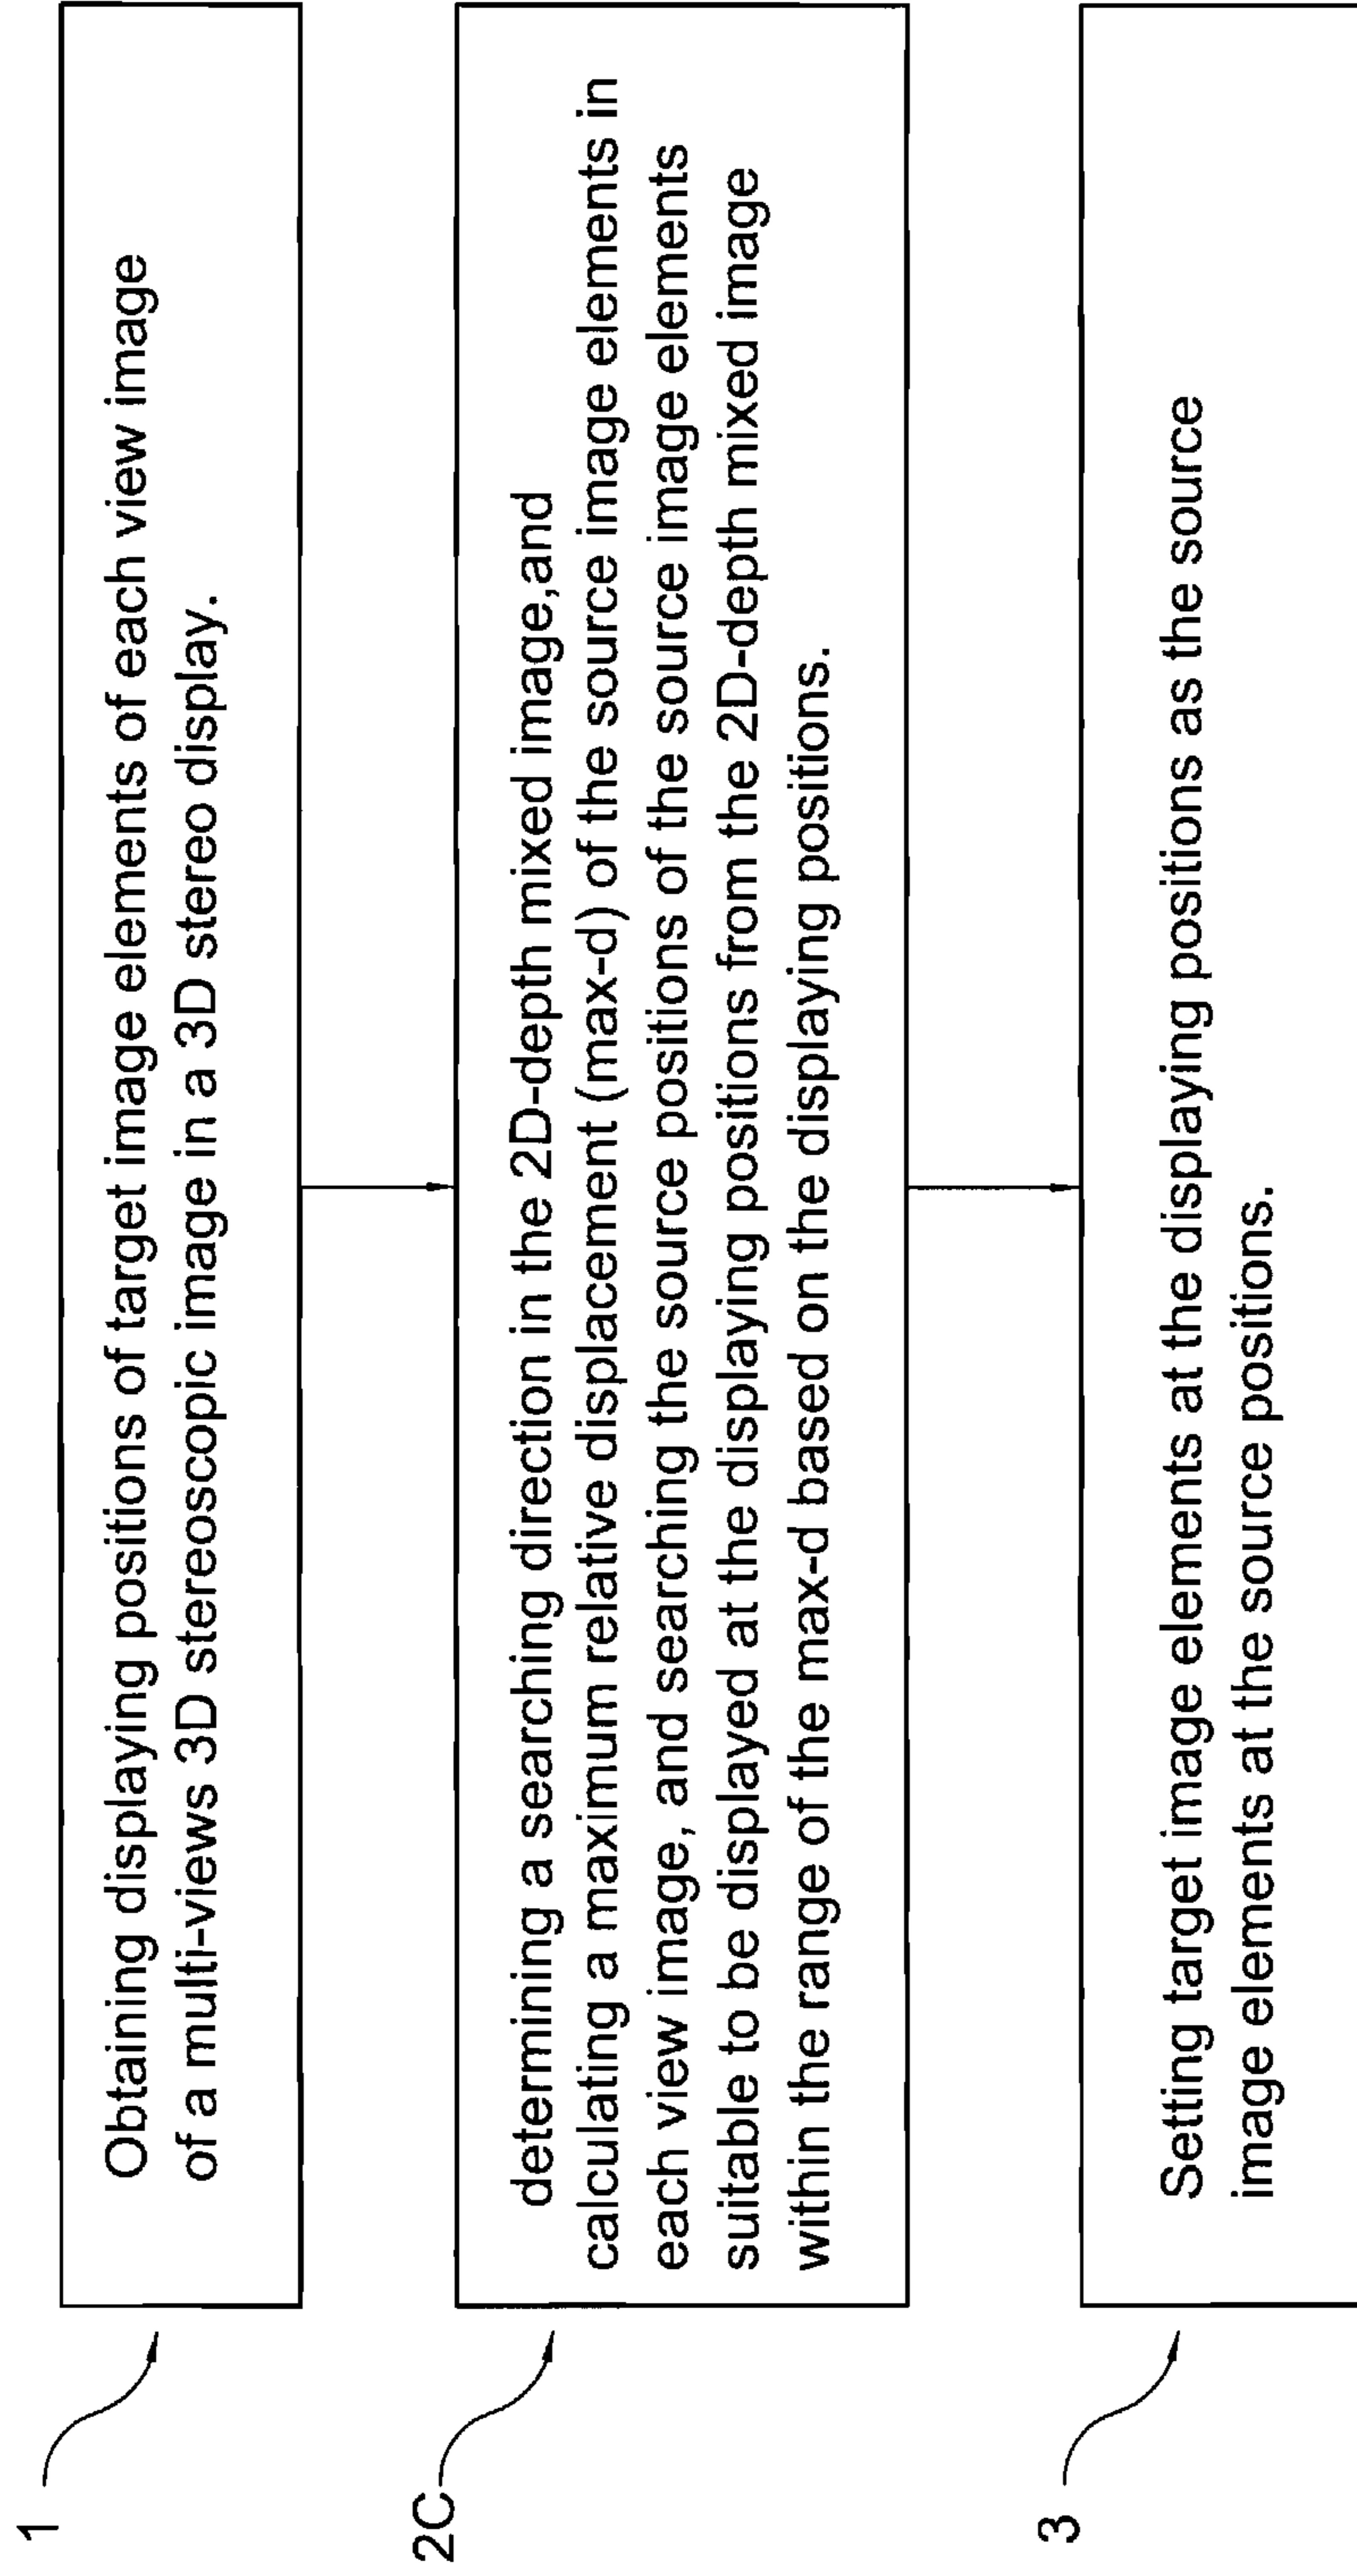 1
Obtaining displaying positions of target image elements of each view image
of a multi-views 3D stereoscopic image in a 3D stereo display.
2C
determining a searching direction in the 2D-depth mixed image,and
calculating a maximum relative displacement (max-d) of the source image elements in
each view image, and searching the source positions of the source image elements
suitable to be displayed at the displaying positions from the 2D-depth mixed image
within the range of the max-d based on the displaying positions.
3
Setting target image elements at the displaying positions as the source
image elements at the source positions.